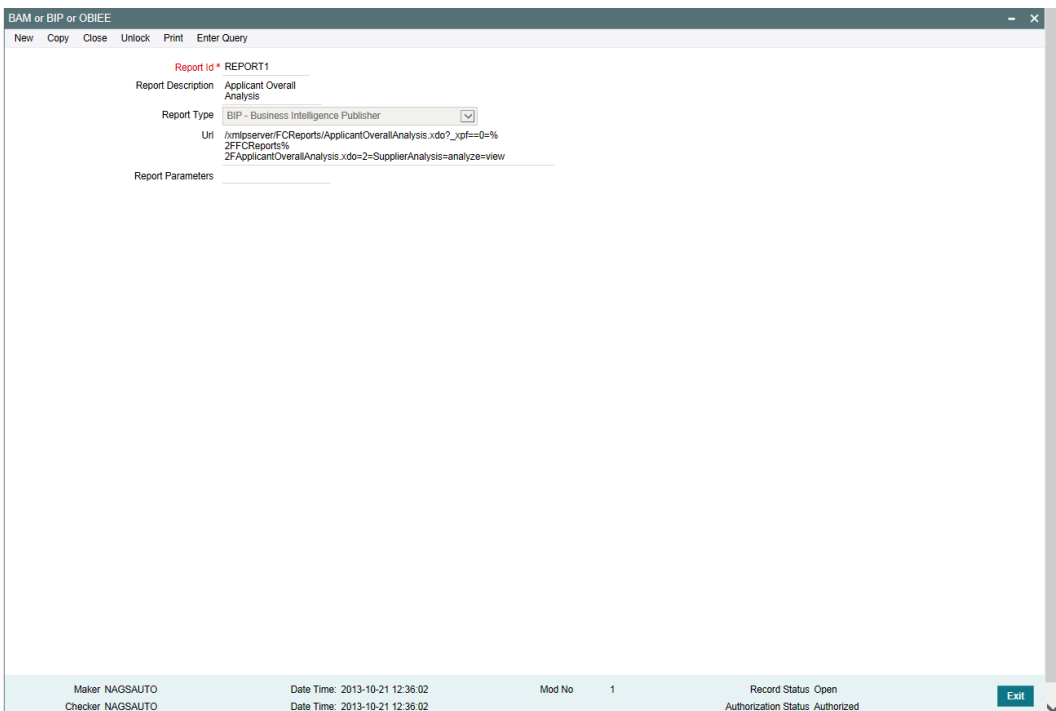 BAM or BIP or OBIEE
New Copy Close Unlock Print Enter Query
Report Id * REPORT1
Report Description Applicant Overall
Analysis
Report Type BIP - Business Intelligence Publisher
Url /xmlpserver/FCReports/ApplicantOverallAnalysis.xdo?_xpf==0=%
2FFCReports%
2FApplicantOverallAnalysis.xdo=2=SupplierAnalysis=analyze=view
Report Parameters
Maker NAGSAUTO Date Time: 2013-10-21 12:36:02 Mod No 1 Record Status Open
Exit
Checker NAGSAUTO Date Time: 2013-10-21 12:36:02 Authorization Status Authorized